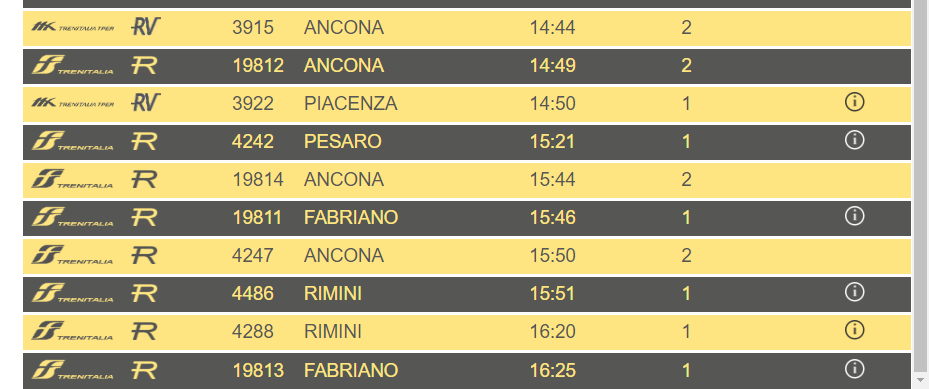 TRENITALIA TPER RV 3915 ANCONA 14:44 2
TRENITALIA R 19812 ANCONA 14:49 2
TRENITALIA TPER RV 3922 PIACENZA 14:50 1
TRENITALIA R 4242 PESARO 15:21 1
TRENITALIA R 19814 ANCONA 15:44 2
TRENITALIA R 19811 FABRIANO 15:46 1
TRENITALIA R 4247 ANCONA 15:50 2
TRENITALIA R 4486 RIMINI 15:51 1
TRENITALIA R 4288 RIMINI 16:20 1
TRENITALIA R 19813 FABRIANO 16:25 1